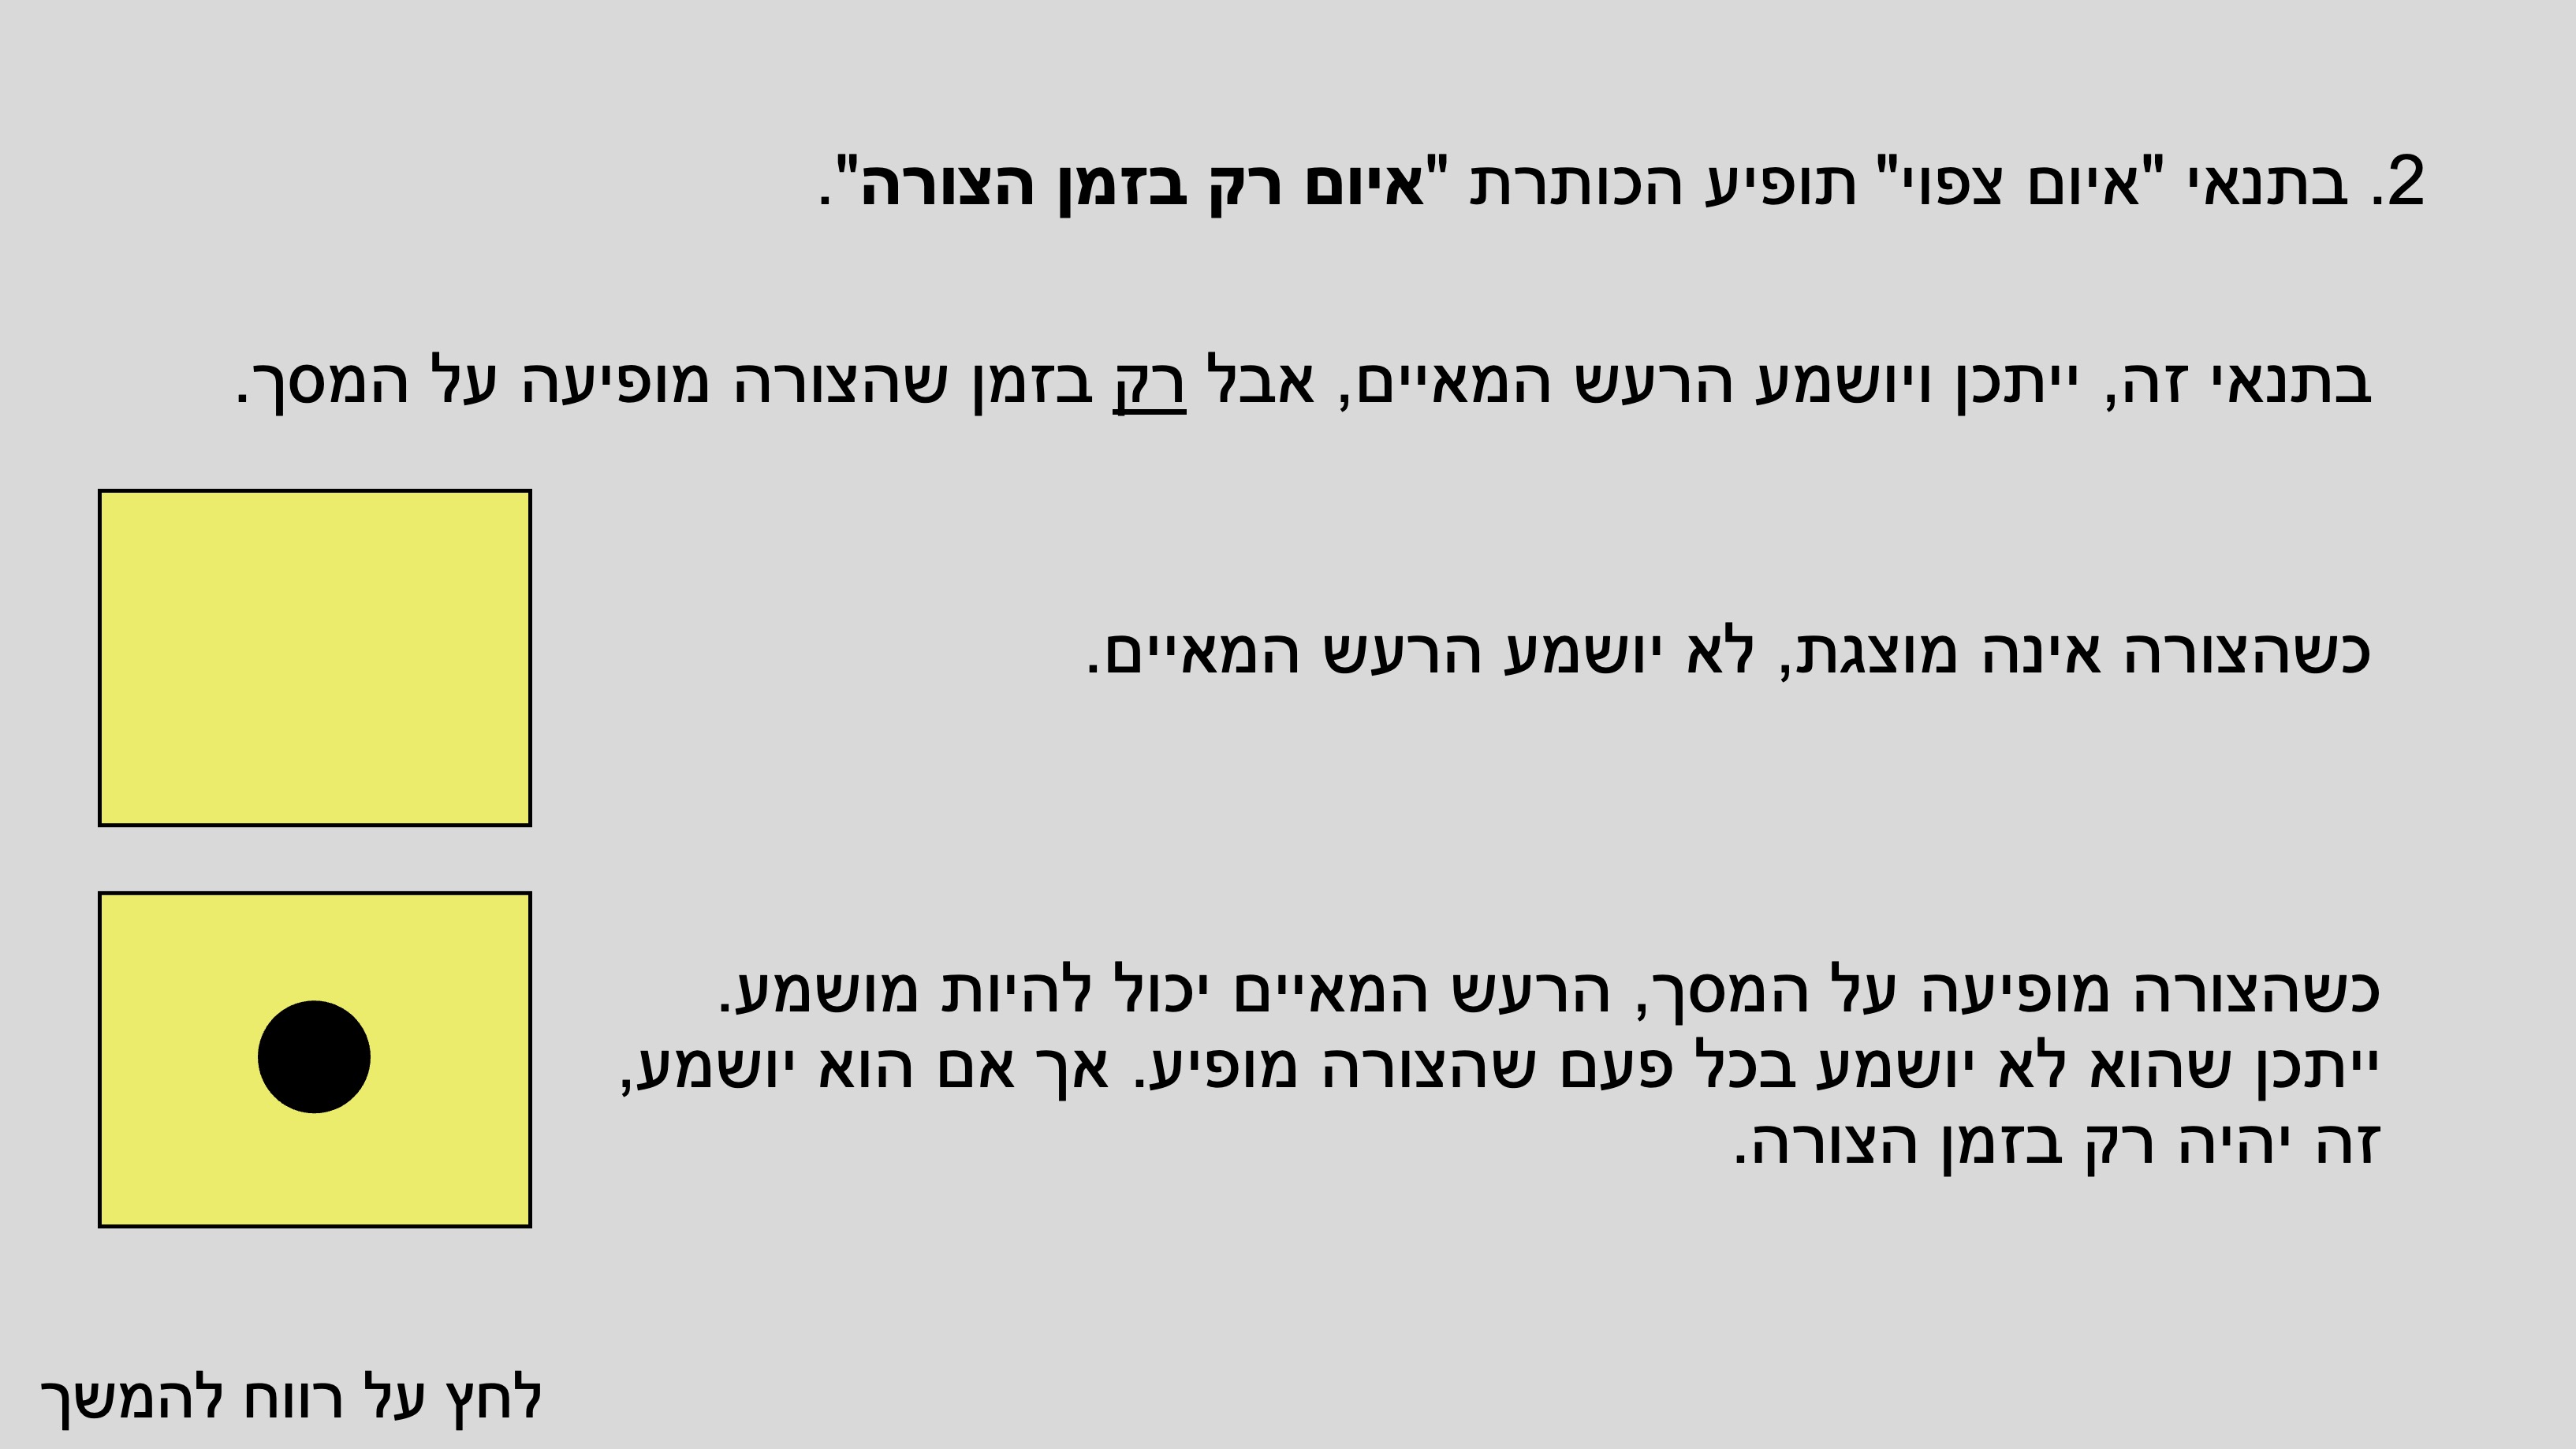 2. בתנאי "איום צפוי" תופיע הכותרת "איום רק בזמן הצורה".
בתנאי זה, ייתכן ויושמע הרעש המאיים, אבל רק בזמן שהצורה מופיעה על המסך.
כשהצורה אינה מוצגת, לא יושמע הרעש המאיים.
כשהצורה מופיעה על המסך, הרעש המאיים יכול להיות מושמע.
ייתכן שהוא לא יושמע בכל פעם שהצורה מופיע. אך אם הוא יושמע,
זה יהיה רק בזמן הצורה.
לחץ על רווח להמשך